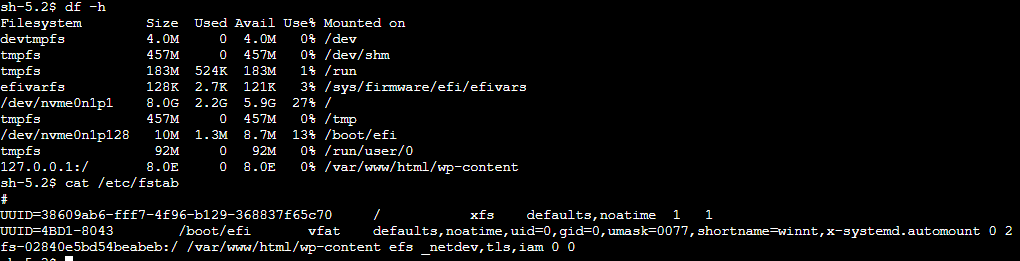 sh-5.2$ df -h
Filesystem        Size  Used Avail Use% Mounted on
devtmpfs          4.0M     0  4.0M   0% /dev
tmpfs             457M     0  457M   0% /dev/shm
tmpfs             183M  524K  183M   1% /run
efivarfs          128K  2.7K  121K   3% /sys/firmware/efi/efivars
/dev/nvme0n1p1    8.0G  2.2G  5.9G  27% /
tmpfs             457M     0  457M   0% /tmp
/dev/nvme0n1p128   10M  1.3M  8.7M  13% /boot/efi
tmpfs              92M     0   92M   0% /run/user/0
127.0.0.1:/       8.0E     0  8.0E   0% /var/www/html/wp-content
sh-5.2$ cat /etc/fstab
#
UUID=38609ab6-fff7-4f96-b129-368837f65c70     /           xfs    defaults,noatime  1   1
UUID=4BD1-8043        /boot/efi       vfat    defaults,noatime,uid=0,gid=0,umask=0077,shortname=winnt,x-systemd.automount 0 2
fs-02840e5bd54beabeb:/ /var/www/html/wp-content efs _netdev,tls,iam 0 0
sh-5.2$